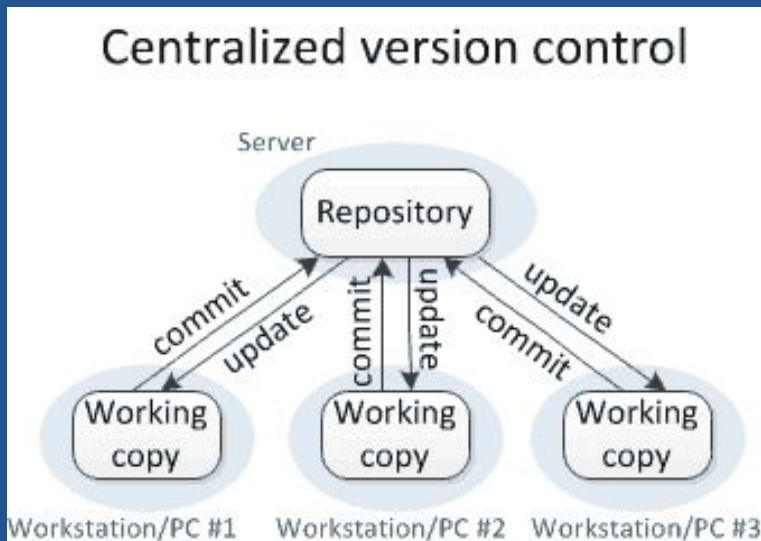 Centralized version control
Server
Repository
commit
update
commit
update
update
commit
Working
copy
Working
copy
Working
copy
Workstation/PC #1
Workstation/PC #2
Workstation/PC #3